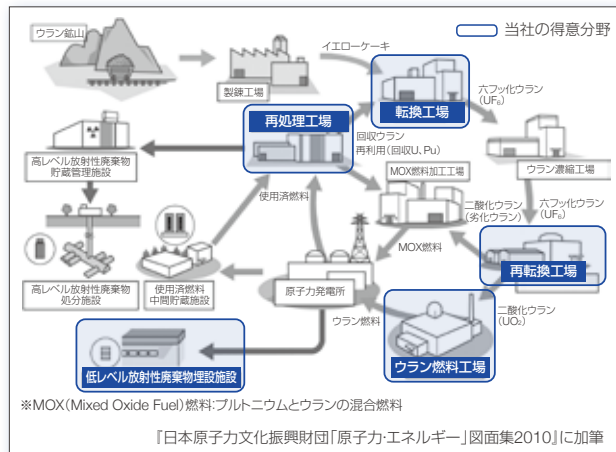 当社の得意分野
ウラン鉱山
製錬工場
イエローケーキ
転換工場
六フッ化ウラン
(UF₆)
再処理工場
回収ウラン
再利用(回収U、Pu)
ウラン濃縮工場
高レベル放射性廃棄物
貯蔵管理施設
MOX燃料加工工場
使用済燃料
二酸化ウラン
(劣化ウラン)
六フッ化ウラン
(UF₆)
MOX燃料
再転換工場
高レベル放射性廃棄物
処分施設
使用済燃料
中間貯蔵施設
原子力発電所
ウラン燃料
二酸化ウラン
(UO₂)
ウラン燃料工場
低レベル放射性廃棄物埋設施設
※MOX(Mixed Oxide Fuel)燃料:プルトニウムとウランの混合燃料
『日本原子力文化振興財団「原子力・エネルギー」図面集2010』に加筆